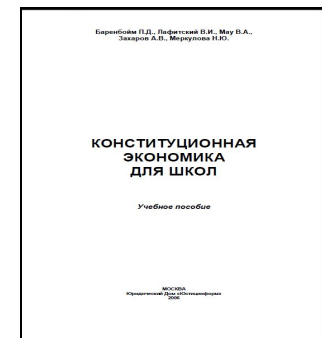 Баренбойм П.Д., Лафитский В.И., Мау В.А.,
Захаров А.В., Меркулова Н.Ю.
КОНСТИТУЦИОННАЯ
ЭКОНОМИКА
ДЛЯ ШКОЛ
Учебное пособие
МОСКВА
Юридический Дом «Юстицинформ»
2006